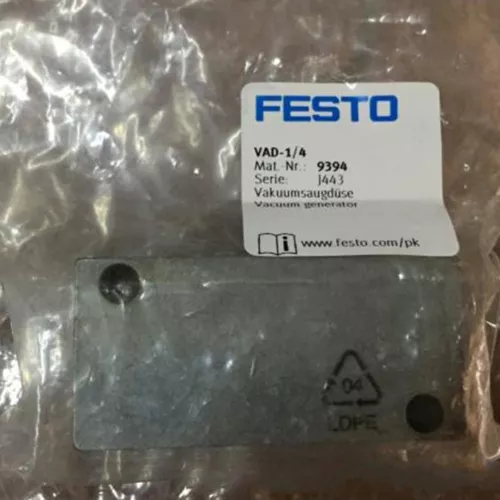 FESTO
VAD-1/4
Mat.-Nr.: 9394
Serie: J443
Vakuumsaugdüse
Vacuum generator
www.festo.com/pk
04
LDPE